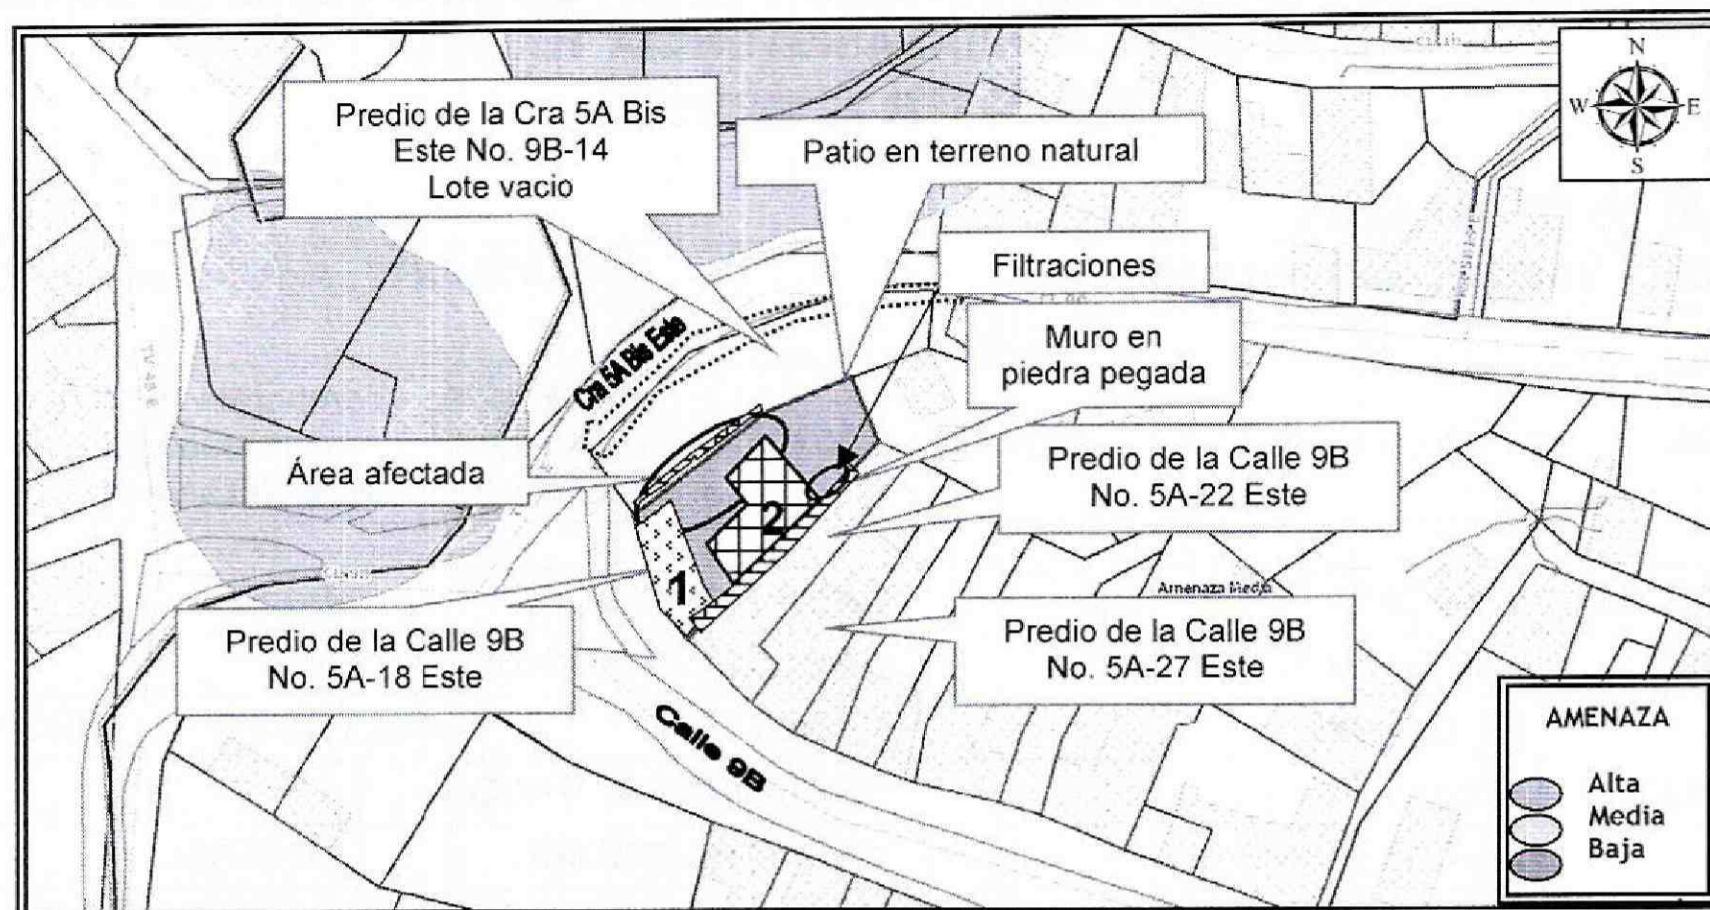 N
W
E
S
Predio de la Cra 5A Bis
Este No. 9B-14
Lote vacio
Patio en terreno natural
Filtraciones
Muro en
piedra pegada
Cra 5A Bis Este
Área afectada
Predio de la Calle 9B
No. 5A-22 Este
2
1
Amenaza Media
Predio de la Calle 9B
No. 5A-18 Este
Predio de la Calle 9B
No. 5A-27 Este
Calle 9B
AMENAZA
Alta
Media
Baja